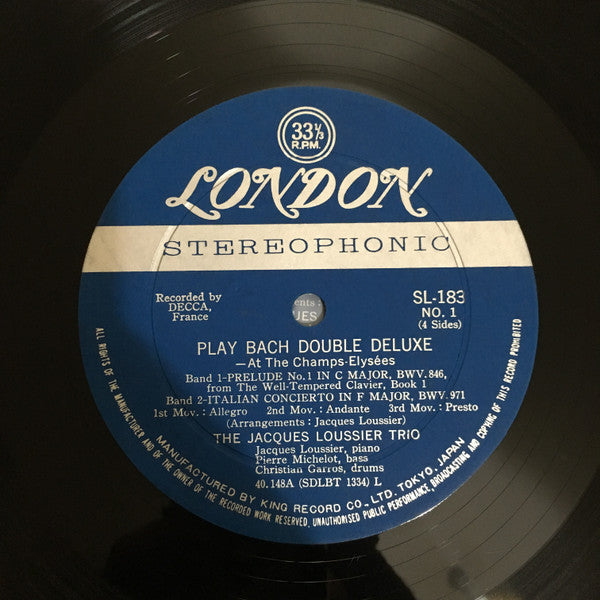 33⅓
R.P.M.
LONDON
STEREOPHONIC
Recorded by
DECCA,
France
SL-183
NO. 1
(4 Sides)
ents :
UES
PLAY BACH DOUBLE DELUXE
—At The Champs-Elysées
Band 1-PRELUDE No.1 IN C MAJOR, BWV.846,
from The Well-Tempered Clavier, Book 1
Band 2-ITALIAN CONCIERTO IN F MAJOR, BWV.971
1st Mov. : Allegro 2nd Mov. : Andante 3rd Mov. : Presto
(Arrangements : Jacques Loussier)
THE JACQUES LOUSSIER TRIO
Jacques Loussier, piano
Pierre Michelot, bass
Christian Garros, drums
40.148A (SDLBT 1334) L
MANUFACTURED BY KING RECORD CO., LTD. TOKYO, JAPAN
ALL RIGHTS OF THE MANUFACTURER AND OF THE OWNER OF THE RECORDED WORK RESERVED. UNAUTHORISED PUBLIC PERFORMANCE, BROADCASTING AND COPYING OF THIS RECORD PROHIBITED